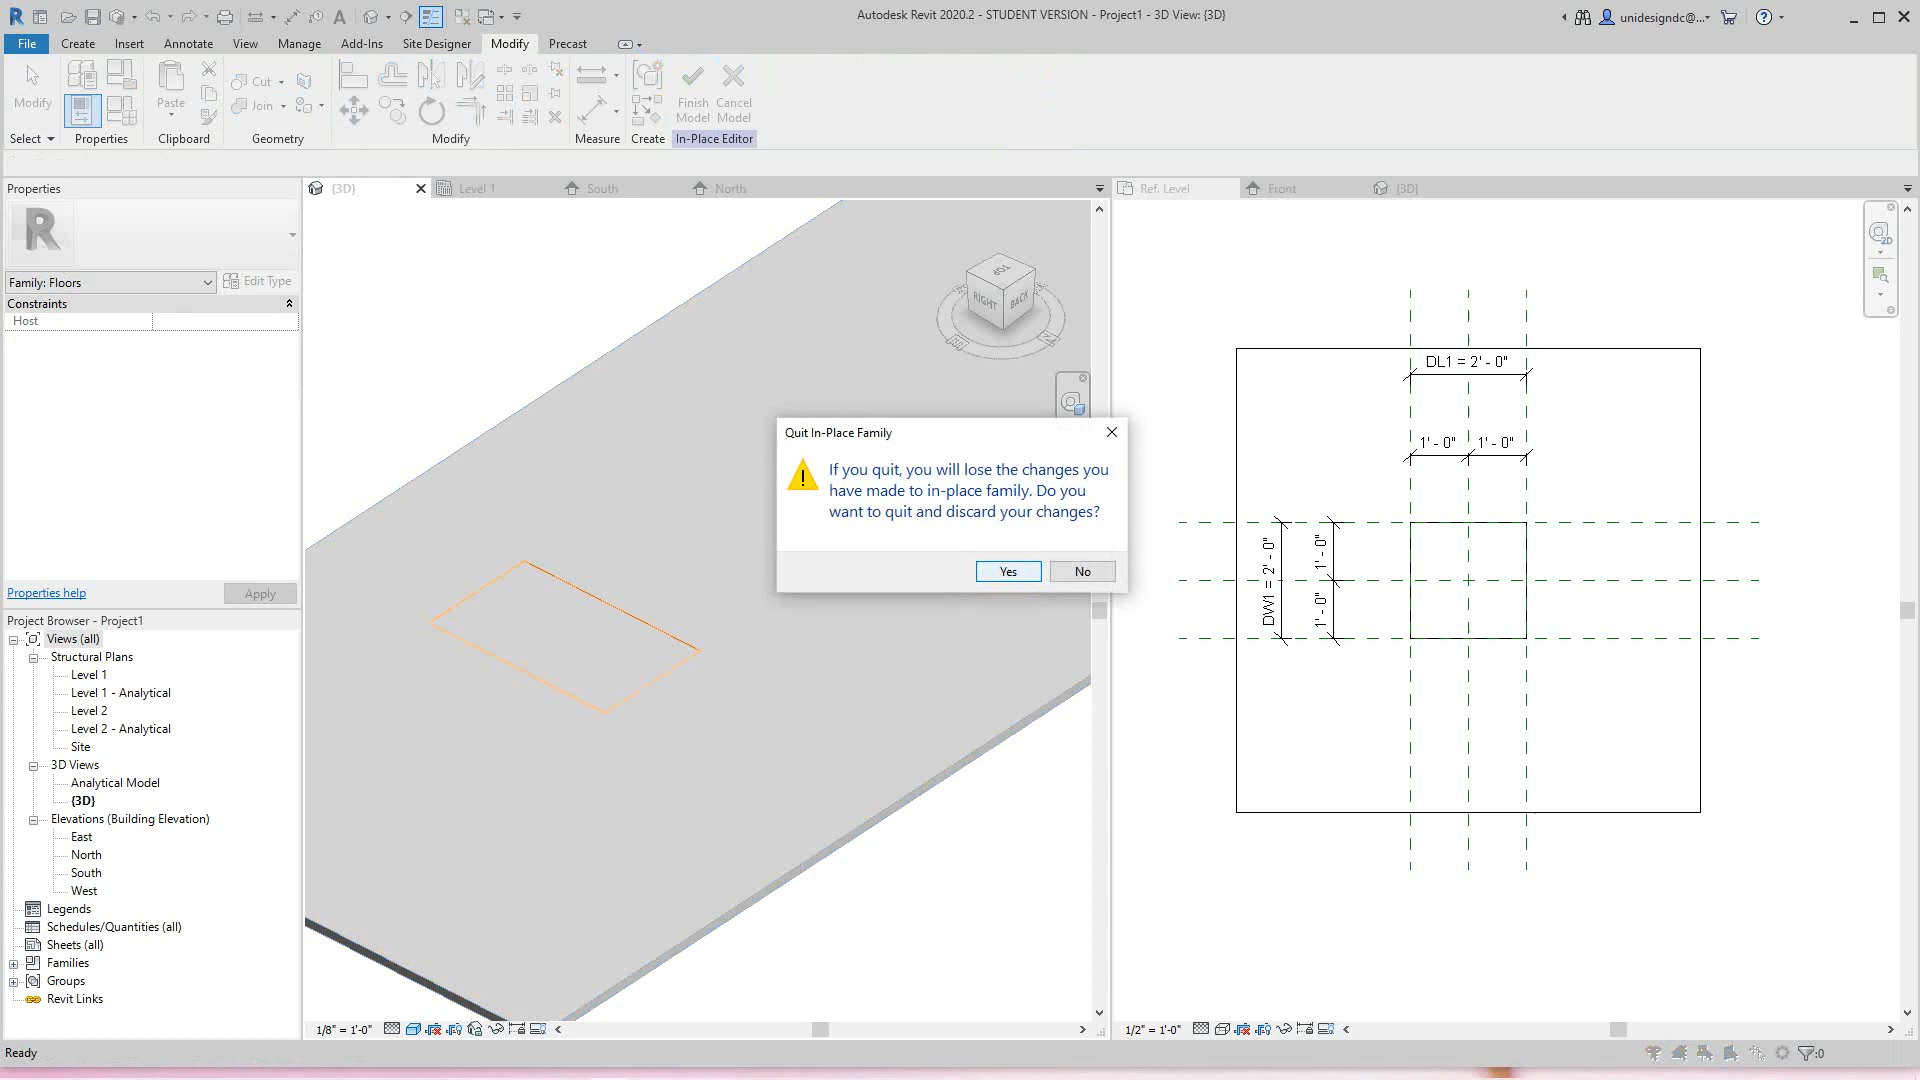 Autodesk Revit 2020.2 - STUDENT VERSION - Project1 - 3D View: {3D}
unidesigndc@...
File Create Insert Annotate View Manage Add-Ins Site Designer Modify Precast
Modify
Paste
Cut
Join
Finish Model
Cancel Model
Select Properties Clipboard Geometry Modify Measure Create In-Place Editor
Properties
{3D} Level 1 South North
Ref. Level Front {3D}
Family: Floors
Edit Type
Constraints
Host
Properties help
Apply
Project Browser - Project1
Views (all)
Structural Plans
Level 1
Level 1 - Analytical
Level 2
Level 2 - Analytical
Site
3D Views
Analytical Model
{3D}
Elevations (Building Elevation)
East
North
South
West
Legends
Schedules/Quantities (all)
Sheets (all)
Families
Groups
Revit Links
TOP
RIGHT
BACK
Quit In-Place Family
If you quit, you will lose the changes you
have made to in-place family. Do you
want to quit and discard your changes?
Yes No
2D
DL1 = 2' - 0"
1' - 0" 1' - 0"
DW1 = 2' - 0"
1' - 0"
1' - 0"
1/8" = 1'-0"
1/2" = 1'-0"
Ready
:0